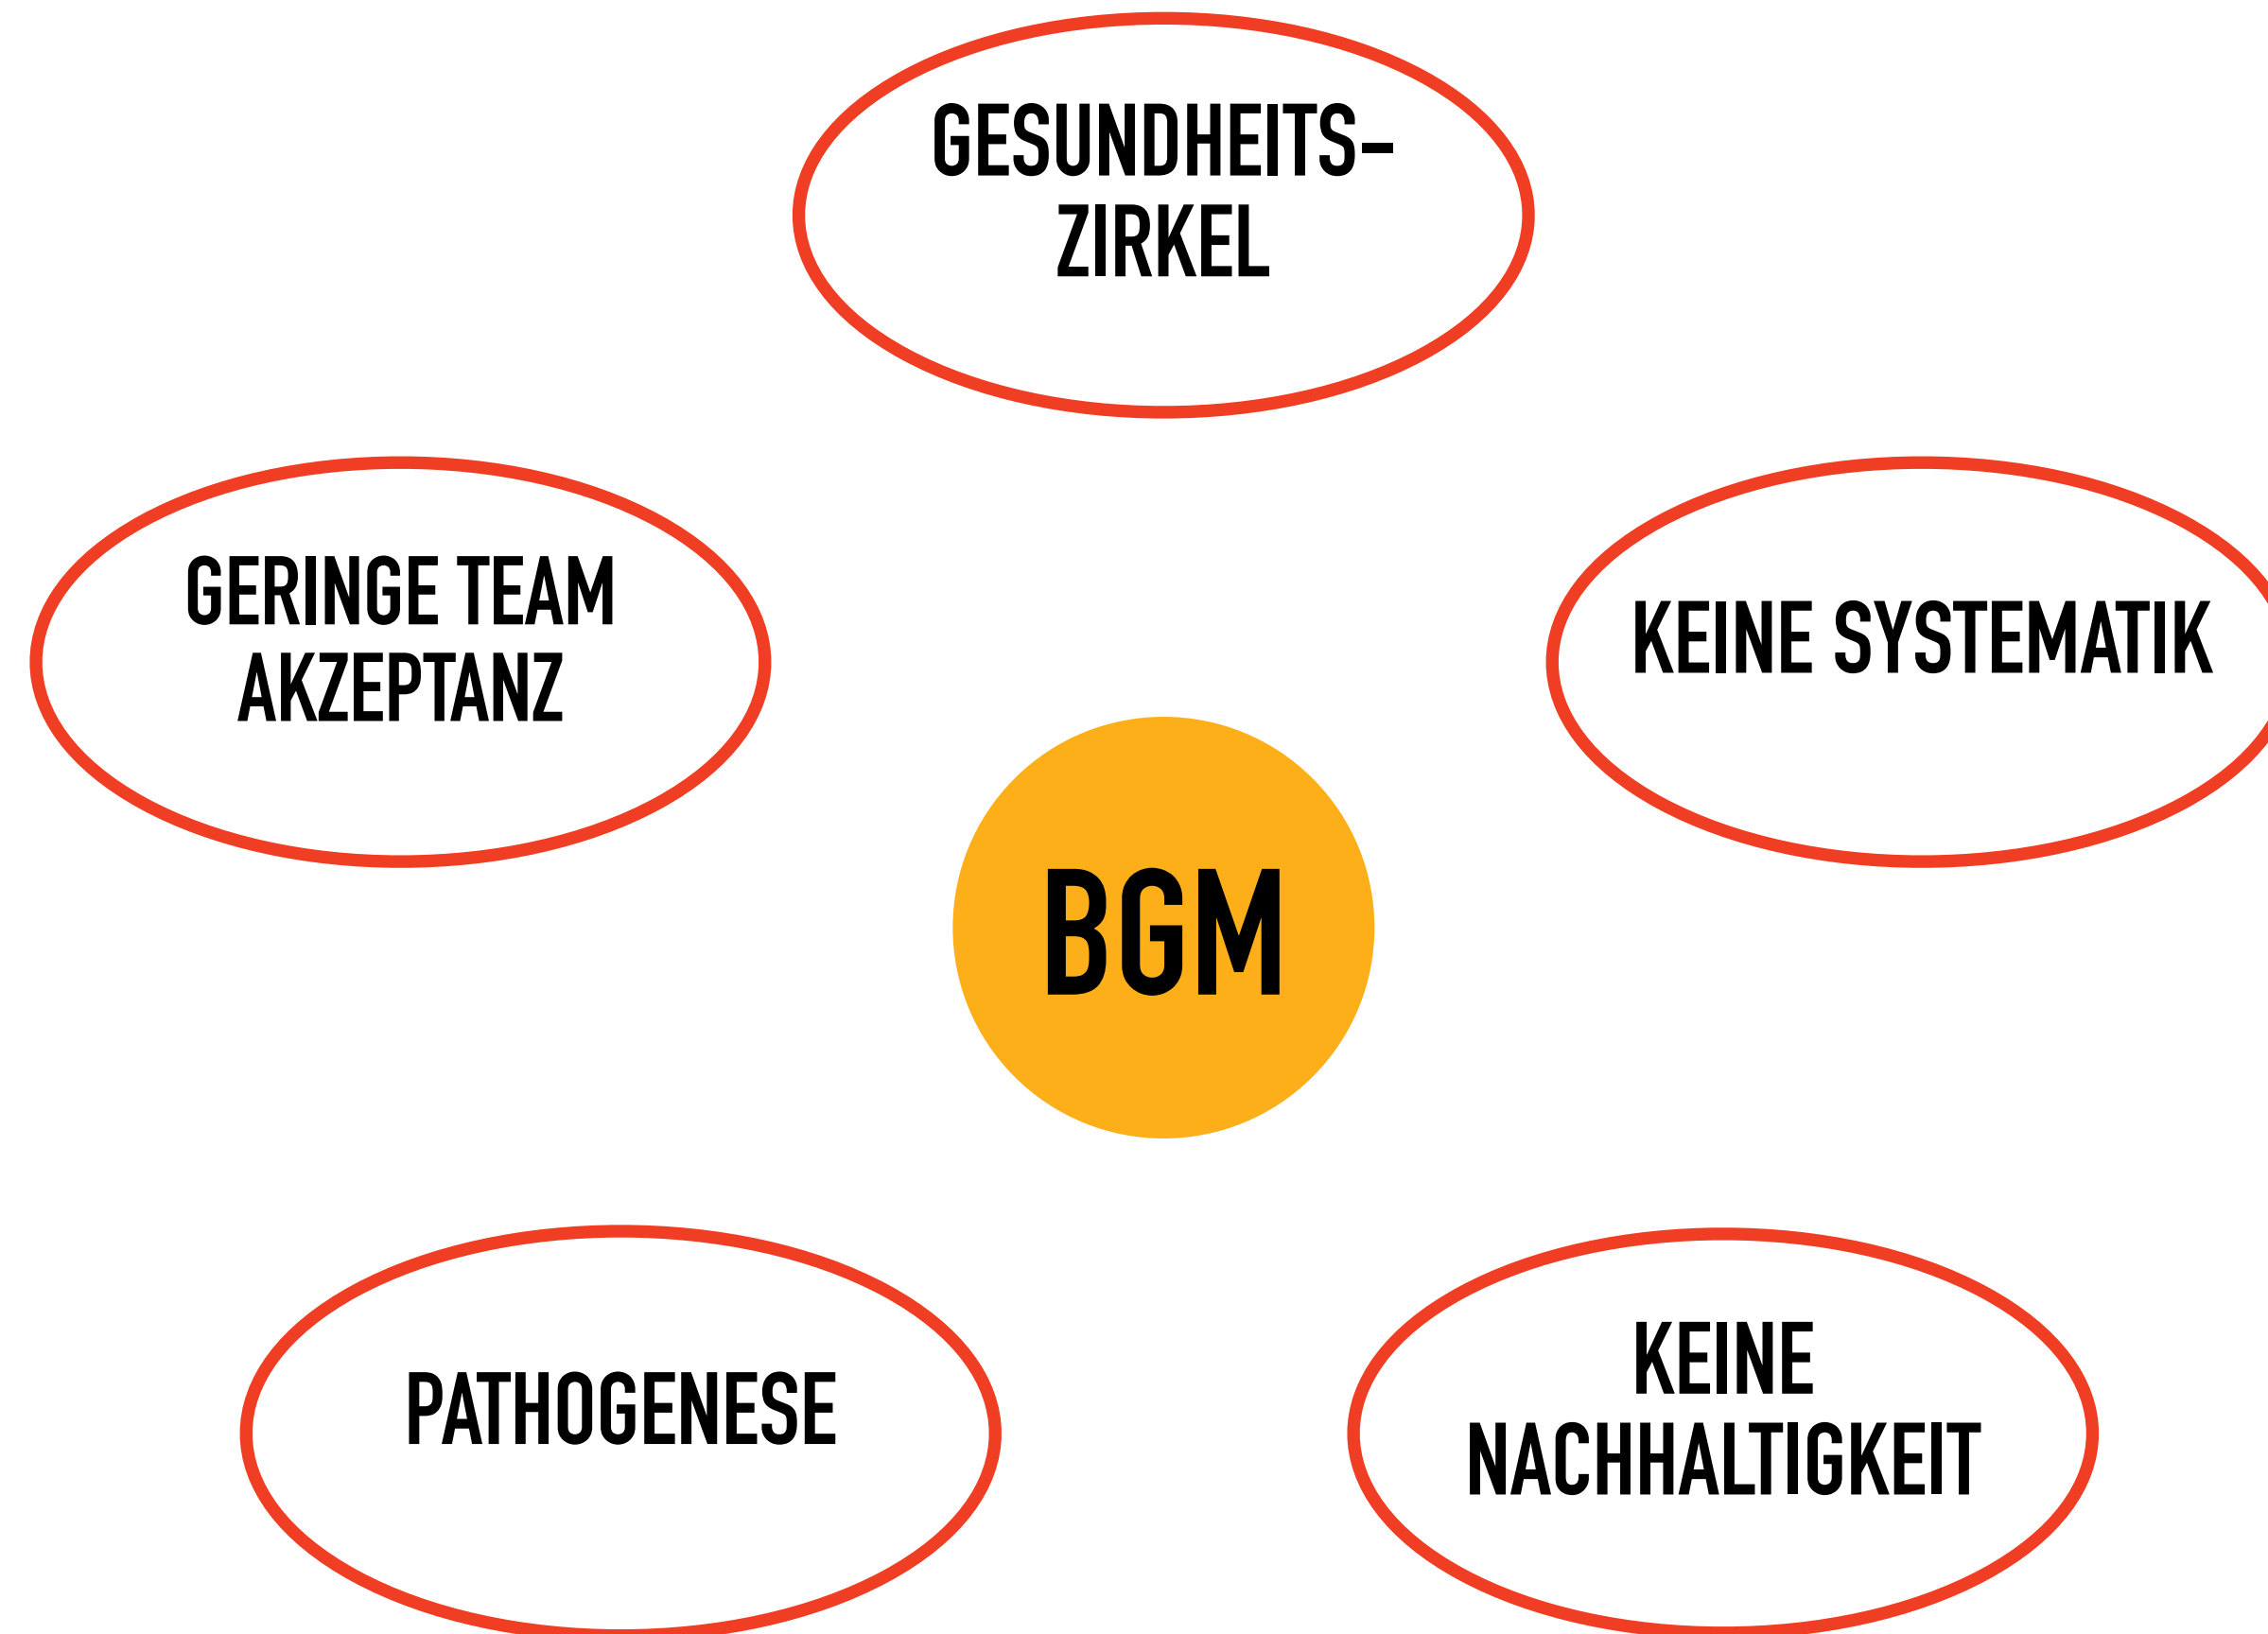 GESUNDHEITS-
ZIRKEL
GERINGE TEAM
AKZEPTANZ
KEINE SYSTEMATIK
BGM
PATHOGENESE
KEINE
NACHHALTIGKEIT